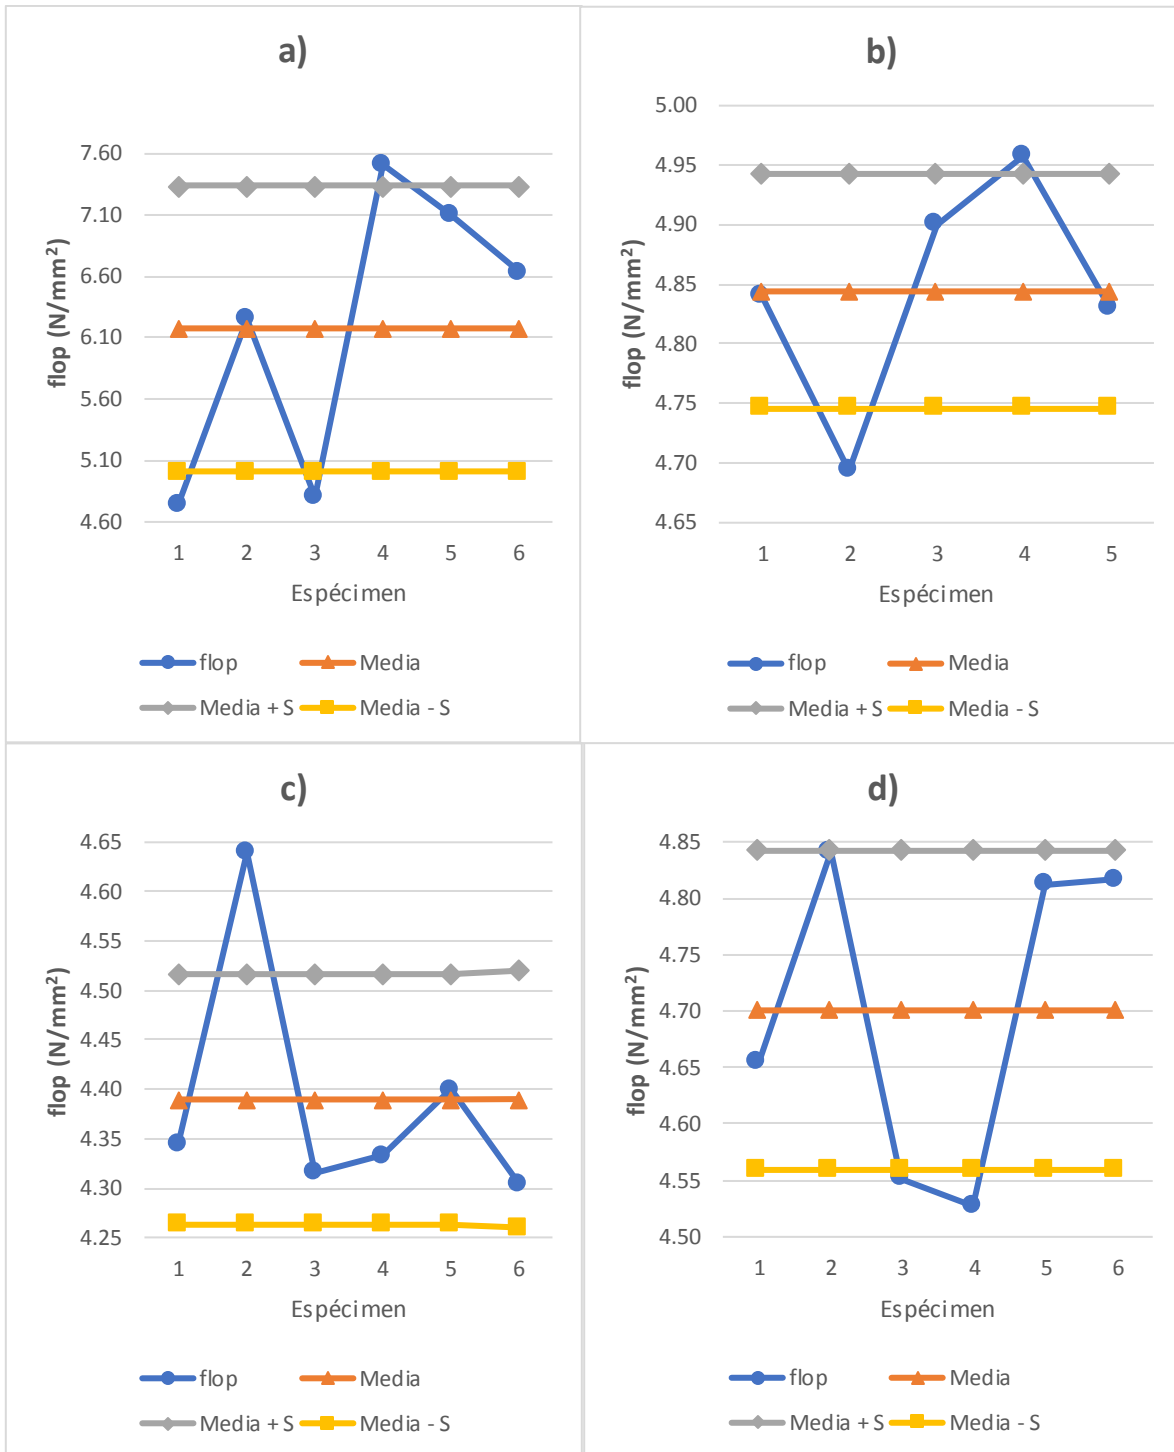 a)
7.60
7.10
6.60
6.10
5.60
5.10
4.60
flop (N/mm²)
1 2 3 4 5 6
Espécimen
flop Media
Media + S Media - S
b)
5.00
4.95
4.90
4.85
4.80
4.75
4.70
4.65
flop (N/mm²)
1 2 3 4 5
Espécimen
flop Media
Media + S Media - S
c)
4.65
4.60
4.55
4.50
4.45
4.40
4.35
4.30
4.25
flop (N/mm²)
1 2 3 4 5 6
Espécimen
flop Media
Media + S Media - S
d)
4.85
4.80
4.75
4.70
4.65
4.60
4.55
4.50
flop (N/mm²)
1 2 3 4 5 6
Espécimen
flop Media
Media + S Media - S